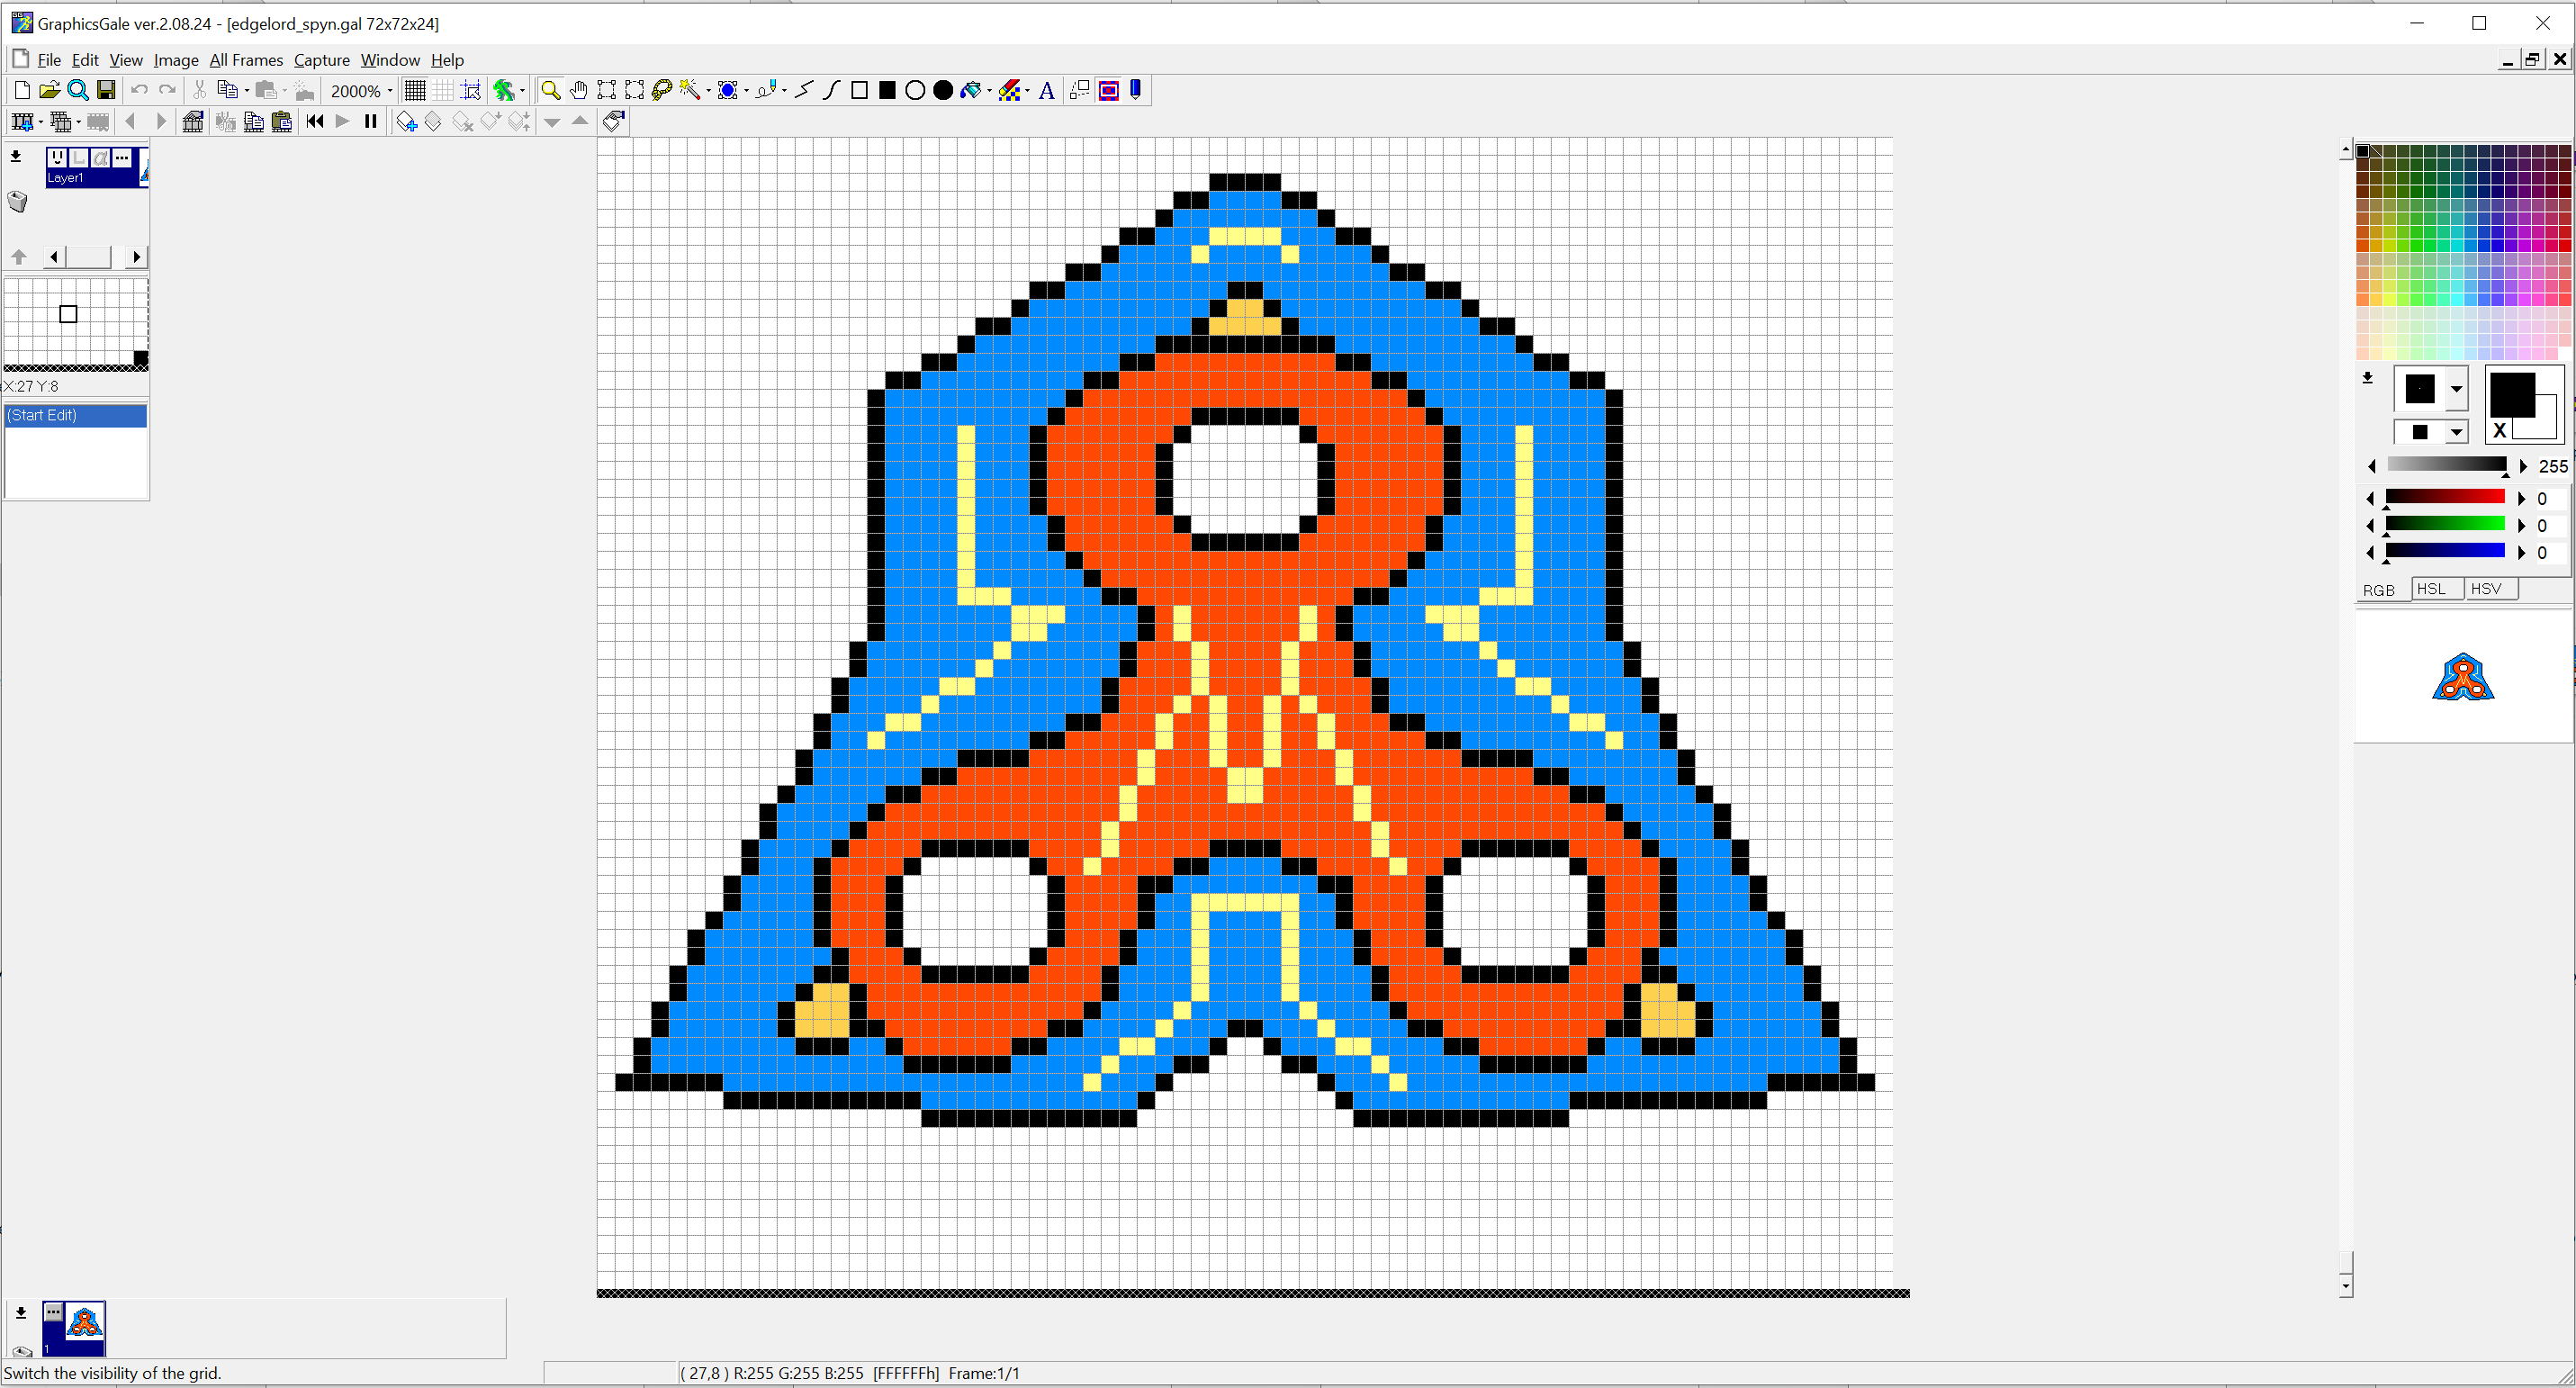 GraphicsGale ver.2.08.24 - [edgelord_spyn.gal 72x72x24]
File Edit View Image All Frames Capture Window Help
2000%
A
Layer1
X:27 Y:8
(Start Edit)
X
255
0
0
0
RGB HSL HSV
1
Switch the visibility of the grid.
( 27,8 ) R:255 G:255 B:255 [FFFFFFh] Frame:1/1